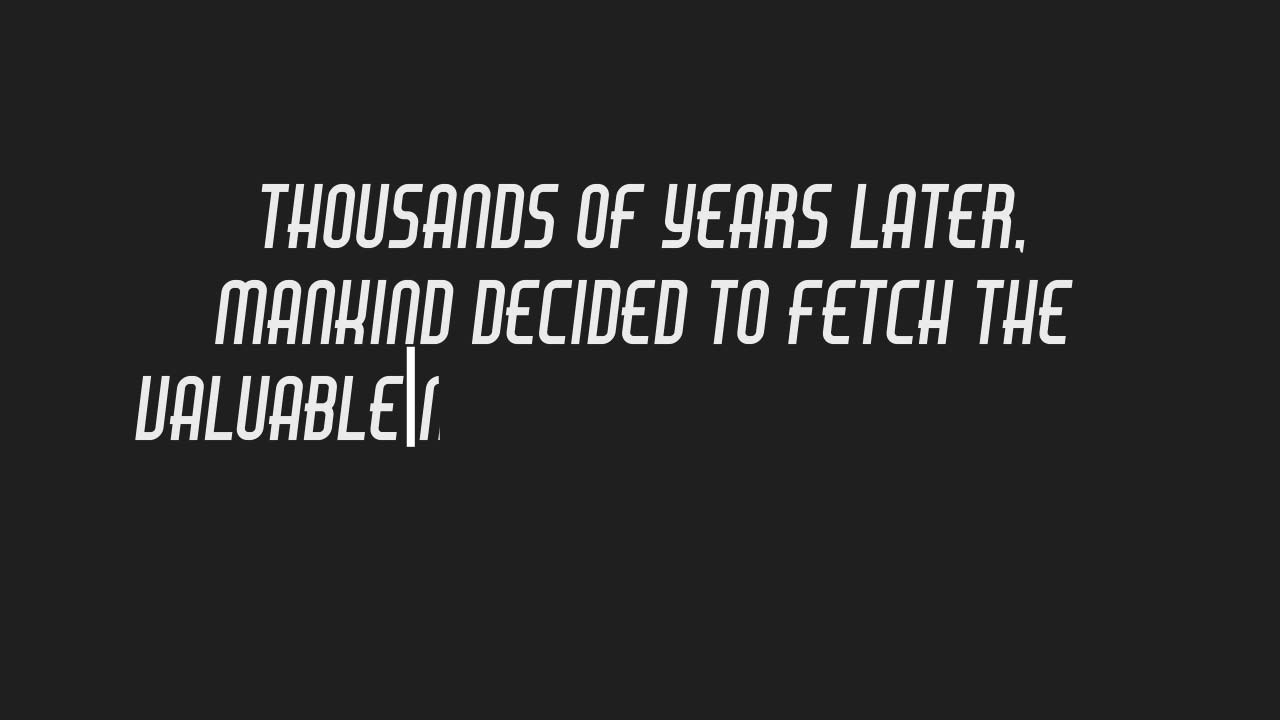 THOUSANDS OF YEARS LATER,
MANKIND DECIDED TO FETCH THE
VALUABLE